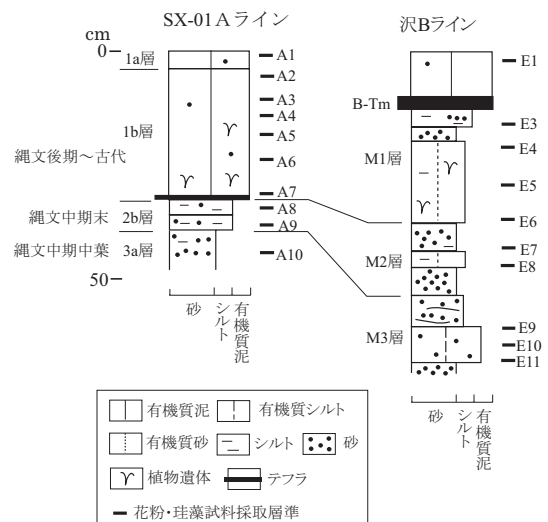 SX-01 Aライン
沢Bライン
cm
0
1a層
1b層
縄文後期～古代
縄文中期末
2b層
縄文中期中葉
3a層
50
A1
A2
A3
A4
A5
A6
A7
A8
A9
A10
砂
シルト
有機質泥
B-Tm
M1層
M2層
M3層
E1
E3
E4
E5
E6
E7
E8
E9
E10
E11
砂
シルト
有機質泥
有機質泥
有機質シルト
有機質砂
シルト
砂
植物遺体
テフラ
花粉・珪藻試料採取層準